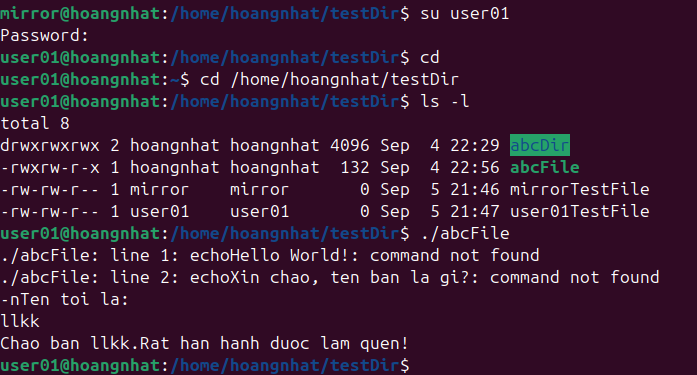 mirror@hoangnhat:/home/hoangnhat/testDir$ su user01
Password:
user01@hoangnhat:/home/hoangnhat/testDir$ cd
user01@hoangnhat:~$ cd /home/hoangnhat/testDir
user01@hoangnhat:/home/hoangnhat/testDir$ ls -l
total 8
drwxrwxrwx 2 hoangnhat hoangnhat 4096 Sep  4 22:29 abcDir
-rwxrw-r-x 1 hoangnhat hoangnhat  132 Sep  4 22:56 abcFile
-rw-rw-r-- 1 mirror    mirror       0 Sep  5 21:46 mirrorTestFile
-rw-rw-r-- 1 user01    user01       0 Sep  5 21:47 user01TestFile
user01@hoangnhat:/home/hoangnhat/testDir$ ./abcFile
./abcFile: line 1: echoHello World!: command not found
./abcFile: line 2: echoXin chao, ten ban la gi?: command not found
-nTen toi la:
llkk
Chao ban llkk.Rat han hanh duoc lam quen!
user01@hoangnhat:/home/hoangnhat/testDir$